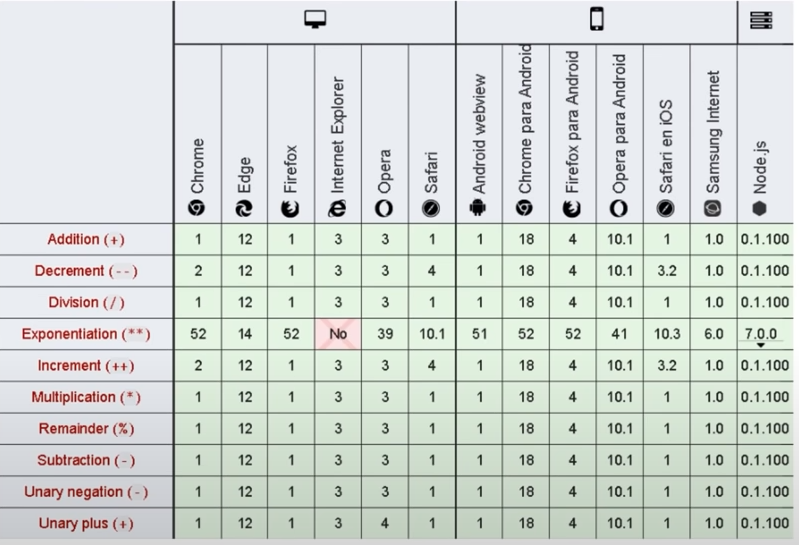 Chrome
Edge
Firefox
Internet Explorer
Opera
Safari
Android webview
Chrome para Android
Firefox para Android
Opera para Android
Safari en iOS
Samsung Internet
Node.js
Addition (+) 1 12 1 3 3 1 1 18 4 10.1 1 1.0 0.1.100
Decrement (--) 2 12 1 3 3 4 1 18 4 10.1 3.2 1.0 0.1.100
Division (/) 1 12 1 3 3 1 1 18 4 10.1 1 1.0 0.1.100
Exponentiation (**) 52 14 52 No 39 10.1 51 52 52 41 10.3 6.0 7.0.0
Increment (++) 2 12 1 3 3 4 1 18 4 10.1 3.2 1.0 0.1.100
Multiplication (*) 1 12 1 3 3 1 1 18 4 10.1 1 1.0 0.1.100
Remainder (%) 1 12 1 3 3 1 1 18 4 10.1 1 1.0 0.1.100
Subtraction (-) 1 12 1 3 3 1 1 18 4 10.1 1 1.0 0.1.100
Unary negation (-) 1 12 1 3 3 1 1 18 4 10.1 1 1.0 0.1.100
Unary plus (+) 1 12 1 3 4 1 1 18 4 10.1 1 1.0 0.1.100